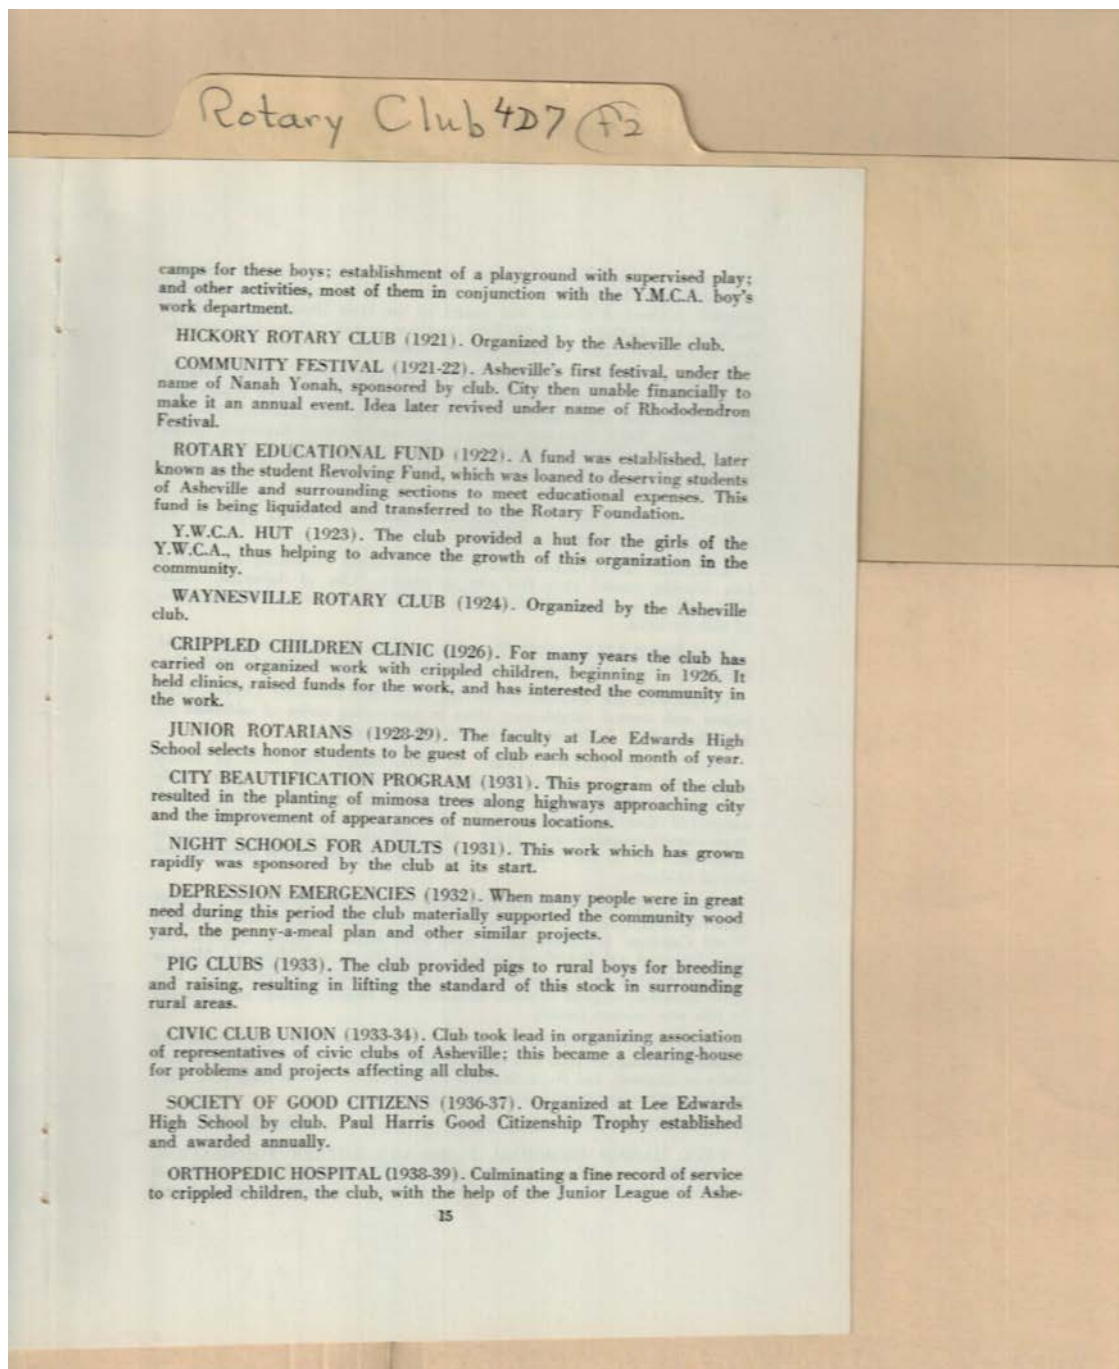 Rotary Club 4D7 F2
camps for these boys; establishment of a playground with supervised play;
and other activities, most of them in conjunction with the Y.M.C.A. boy's
work department.
HICKORY ROTARY CLUB (1921). Organized by the Asheville club.
COMMUNITY FESTIVAL (1921-22). Asheville's first festival, under the
name of Nanah Yonah, sponsored by club. City then unable financially to
make it an annual event. Idea later revived under name of Rhododendron
Festival.
ROTARY EDUCATIONAL FUND (1922). A fund was established, later
known as the student Revolving Fund, which was loaned to deserving students
of Asheville and surrounding sections to meet educational expenses. This
fund is being liquidated and transferred to the Rotary Foundation.
Y.W.C.A. HUT (1923). The club provided a hut for the girls of the
Y.W.C.A., thus helping to advance the growth of this organization in the
community.
WAYNESVILLE ROTARY CLUB (1924). Organized by the Asheville
club.
CRIPPLED CHILDREN CLINIC (1926). For many years the club has
carried on organized work with crippled children, beginning in 1926. It
held clinics, raised funds for the work, and has interested the community in
the work.
JUNIOR ROTARIANS (1928-29). The faculty at Lee Edwards High
School selects honor students to be guest of club each school month of year.
CITY BEAUTIFICATION PROGRAM (1931). This program of the club
resulted in the planting of mimosa trees along highways approaching city
and the improvement of appearances of numerous locations.
NIGHT SCHOOLS FOR ADULTS (1931). This work which has grown
rapidly was sponsored by the club at its start.
DEPRESSION EMERGENCIES (1932). When many people were in great
need during this period the club materially supported the community wood
yard, the penny-a-meal plan and other similar projects.
PIG CLUBS (1933). The club provided pigs to rural boys for breeding
and raising, resulting in lifting the standard of this stock in surrounding
rural areas.
CIVIC CLUB UNION (1933-34). Club took lead in organizing association
of representatives of civic clubs of Asheville; this became a clearing-house
for problems and projects affecting all clubs.
SOCIETY OF GOOD CITIZENS (1936-37). Organized at Lee Edwards
High School by club. Paul Harris Good Citizenship Trophy established
and awarded annually.
ORTHOPEDIC HOSPITAL (1938-39). Culminating a fine record of service
to crippled children, the club, with the help of the Junior League of Ashe-
15